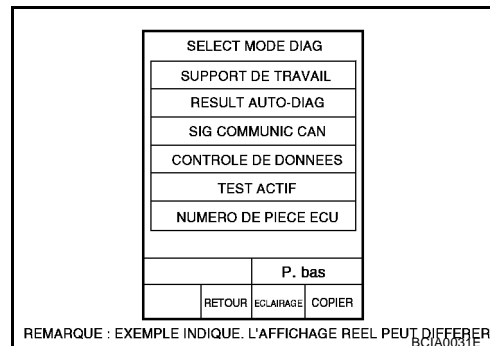 SELECT MODE DIAG
SUPPORT DE TRAVAIL
RESULT AUTO-DIAG
SIG COMMUNIC CAN
CONTROLE DE DONNEES
TEST ACTIF
NUMERO DE PIECE ECU
P. bas
RETOUR ECLAIRAGE COPIER
REMARQUE : EXEMPLE INDIQUE. L'AFFICHAGE REEL PEUT DIFFERER
BCIA0031E